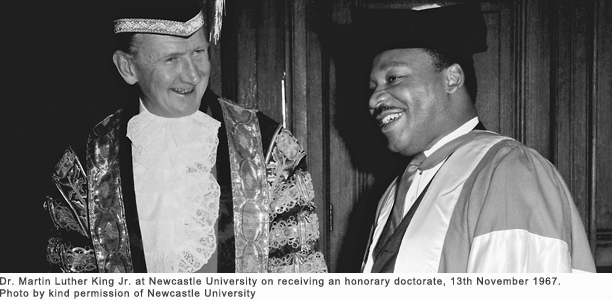 Dr. Martin Luther King Jr. at Newcastle University on receiving an honorary doctorate, 13th November 1967.
Photo by kind permission of Newcastle University